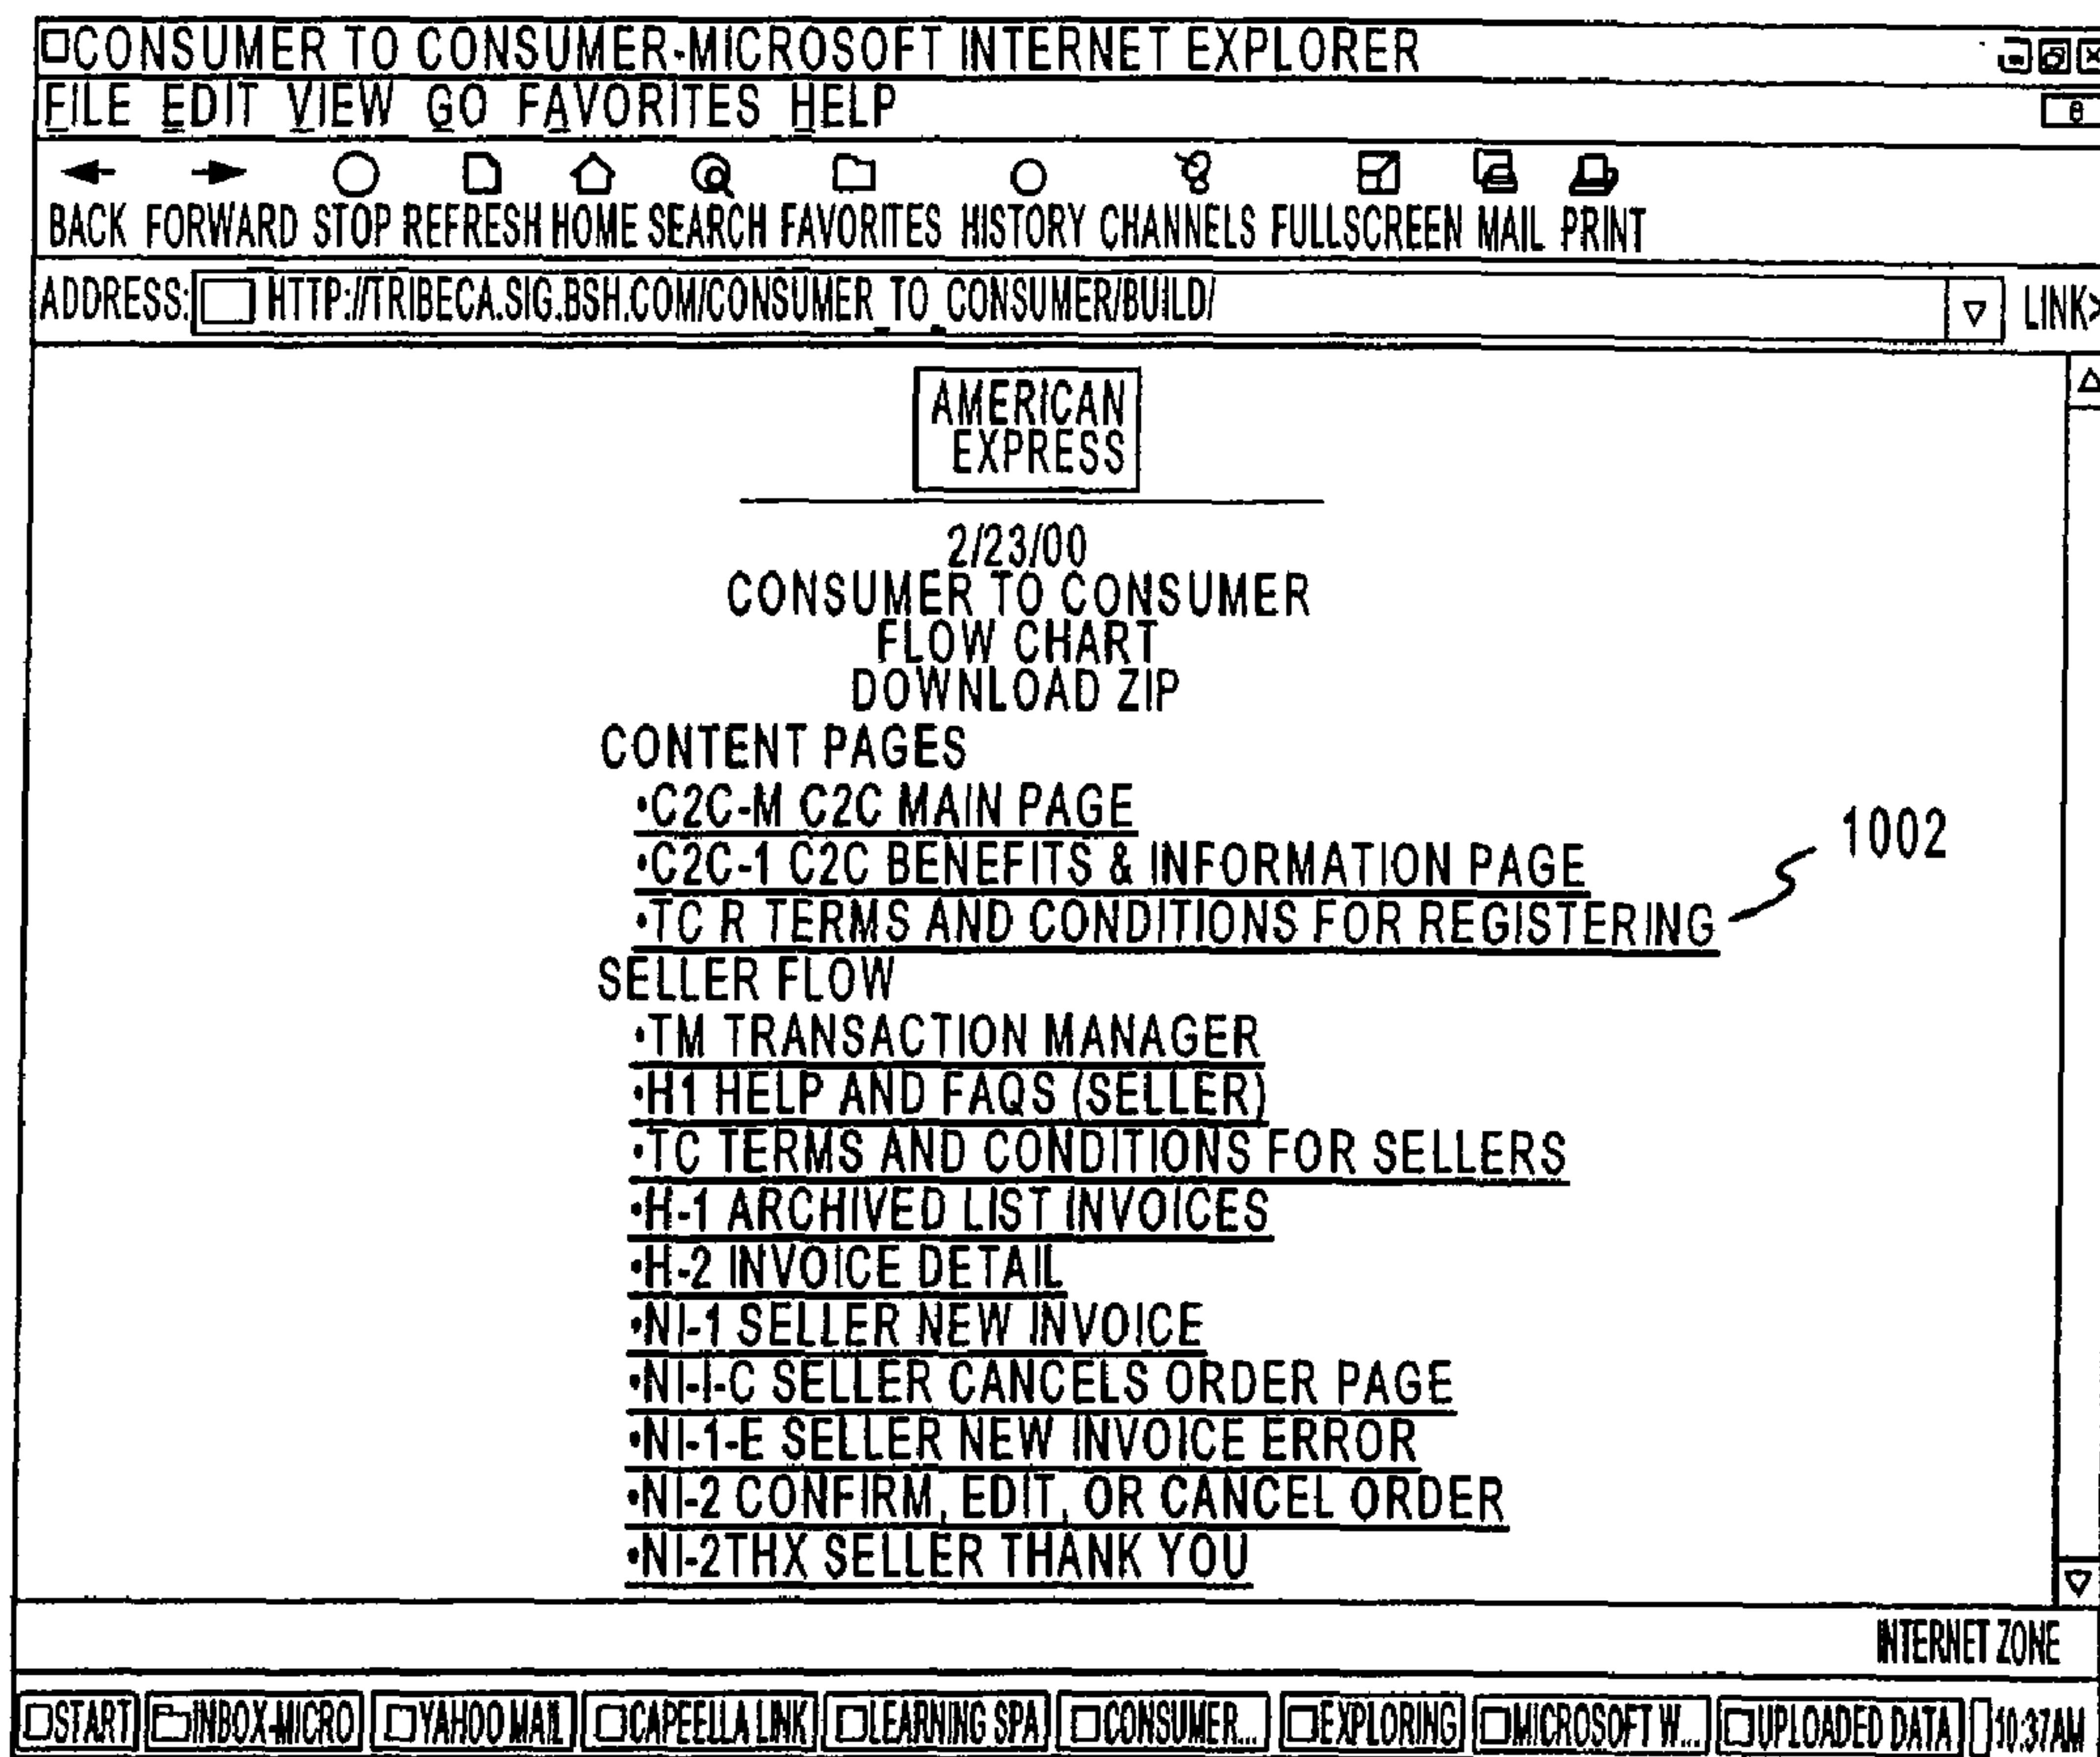 CONSUMER TO CONSUMER-MICROSOFT INTERNET EXPLORER
FILE EDIT VIEW GO FAVORITES HELP
e
BACK FORWARD STOP REFRESH HOME SEARCH FAVORITES HISTORY CHANNELS FULLSCREEN MAIL PRINT
ADDRESS: HTTP://TRIBECA.SIG.BSH.COM/CONSUMER_TO_CONSUMER/BUILD/ LINK>
AMERICAN
EXPRESS
2/23/00
CONSUMER TO CONSUMER
FLOW CHART
DOWNLOAD ZIP
CONTENT PAGES
•C2C-M C2C MAIN PAGE
•C2C-1 C2C BENEFITS & INFORMATION PAGE
1002
•TC R TERMS AND CONDITIONS FOR REGISTERING
SELLER FLOW
•TM TRANSACTION MANAGER
•H1 HELP AND FAQS (SELLER)
•TC TERMS AND CONDITIONS FOR SELLERS
•H-1 ARCHIVED LIST INVOICES
•H-2 INVOICE DETAIL
•NI-1 SELLER NEW INVOICE
•NI-I-C SELLER CANCELS ORDER PAGE
•NI-1-E SELLER NEW INVOICE ERROR
•NI-2 CONFIRM, EDIT, OR CANCEL ORDER
•NI-2THX SELLER THANK YOU
INTERNET ZONE
START INBOX-MICRO YAHOO MAIL CAPEELLA LINK LEARNING SPA CONSUMER... EXPLORING MICROSOFT W... UPLOADED DATA 10:37AM